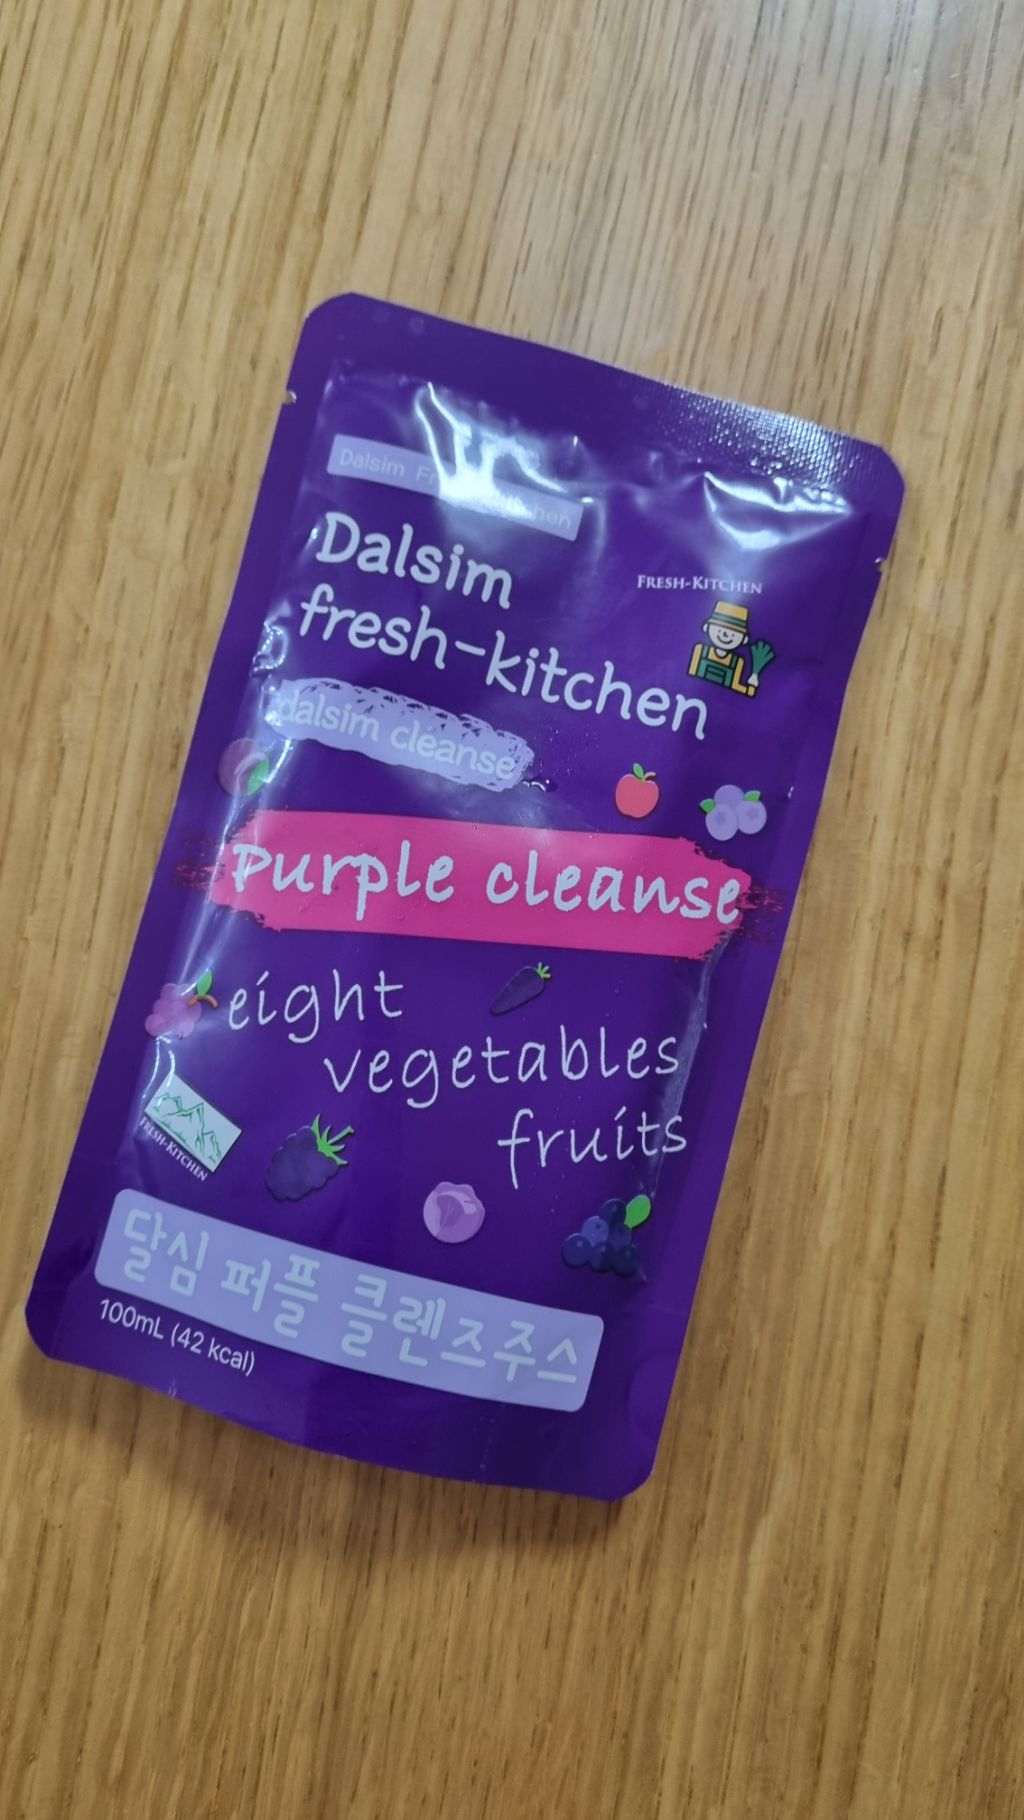 Dalsim
Dalsim
fresh-kitchen
FRESH-KITCHEN
dalsim cleanse
purple cleanse
eight
vegetables
fruits
FRESH-KITCHEN
달심 퍼플 클렌즈주스
100mL (42 kcal)